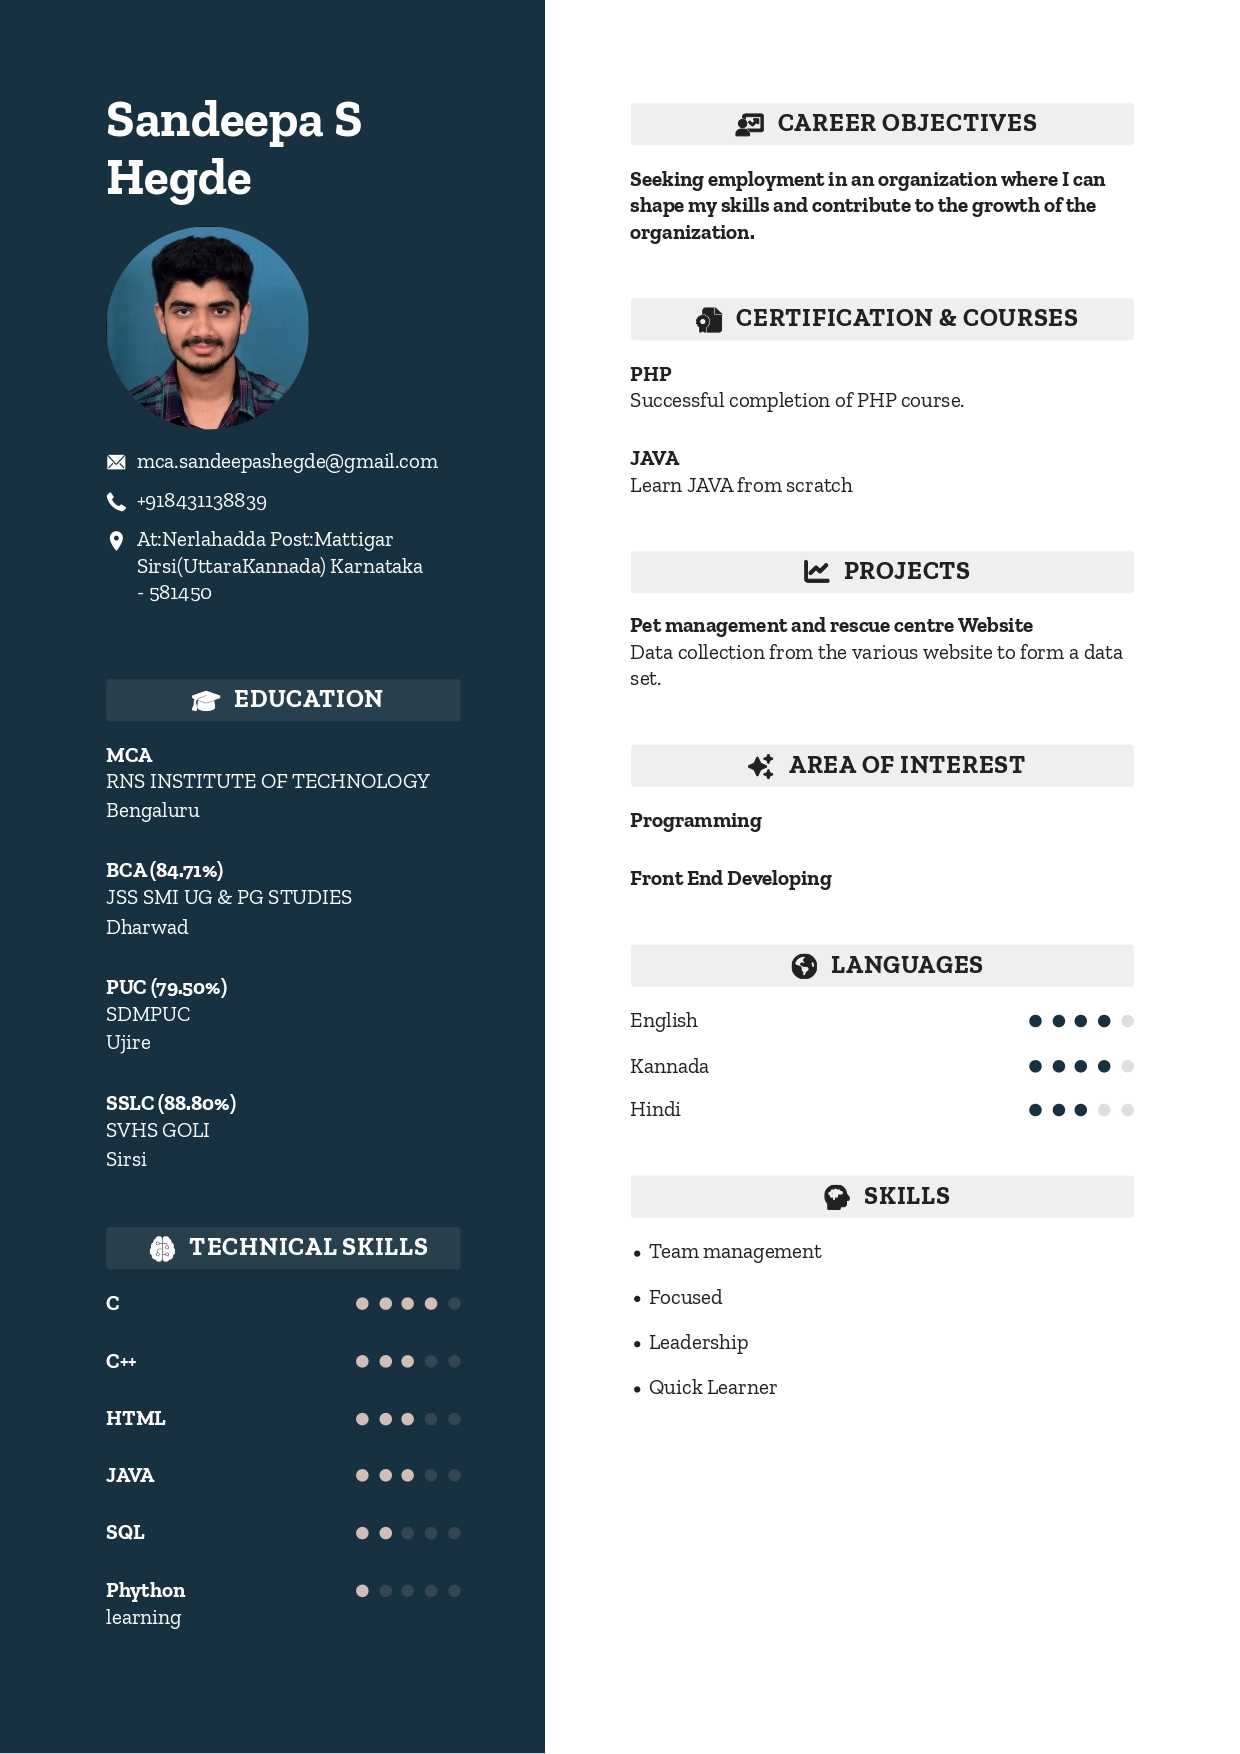 Sandeepa S
Hegde
mca.sandeepashegde@gmail.com
+918431138839
At:Nerlahadda Post:Mattigar
Sirsi(UttaraKannada) Karnataka
- 581450
EDUCATION
MCA
RNS INSTITUTE OF TECHNOLOGY
Bengaluru
BCA (84.71%)
JSS SMI UG & PG STUDIES
Dharwad
PUC (79.50%)
SDMPUC
Ujire
SSLC (88.80%)
SVHS GOLI
Sirsi
TECHNICAL SKILLS
C
C++
HTML
JAVA
SQL
Phython
learning
CAREER OBJECTIVES
Seeking employment in an organization where I can
shape my skills and contribute to the growth of the
organization.
CERTIFICATION & COURSES
PHP
Successful completion of PHP course.
JAVA
Learn JAVA from scratch
PROJECTS
Pet management and rescue centre Website
Data collection from the various website to form a data
set.
AREA OF INTEREST
Programming
Front End Developing
LANGUAGES
English
Kannada
Hindi
SKILLS
• Team management
• Focused
• Leadership
• Quick Learner